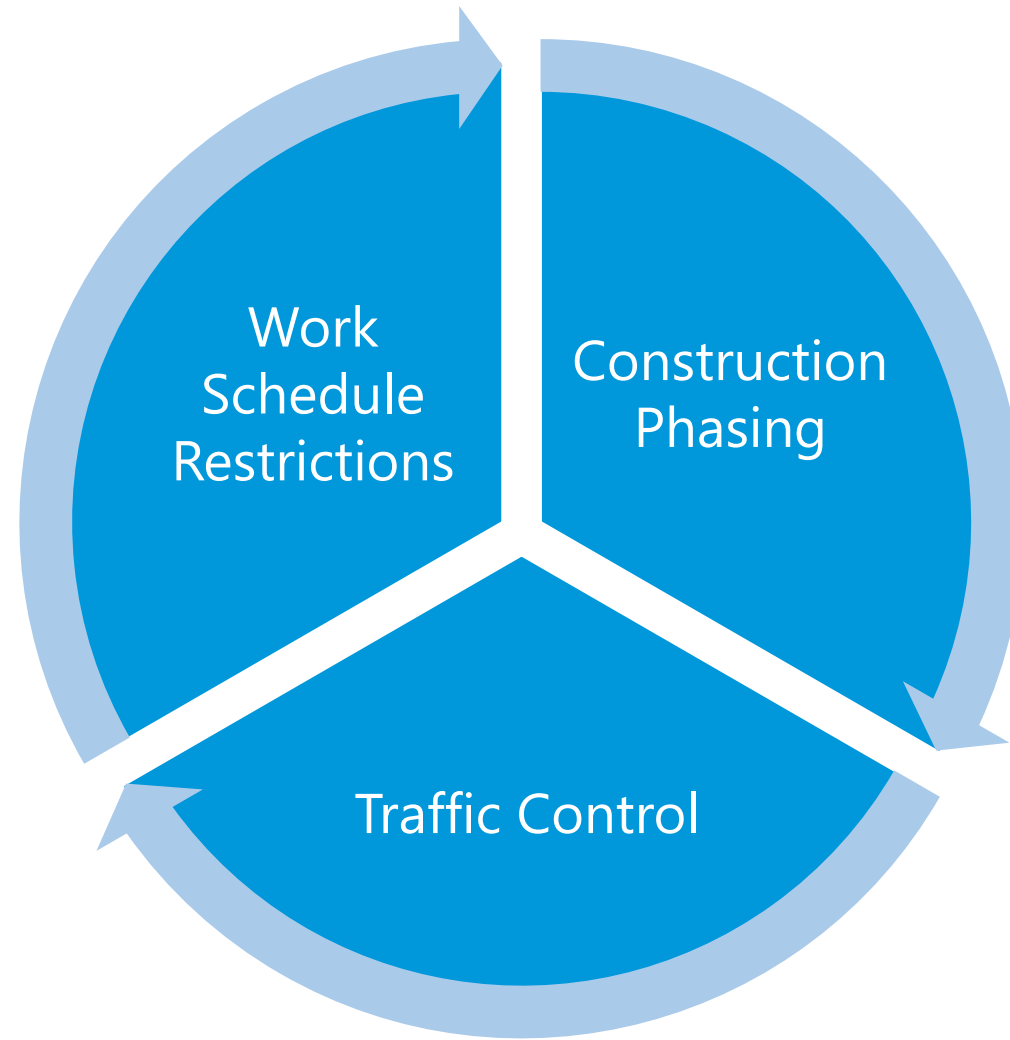 Work
Schedule
Restrictions
Construction
Phasing
Traffic Control